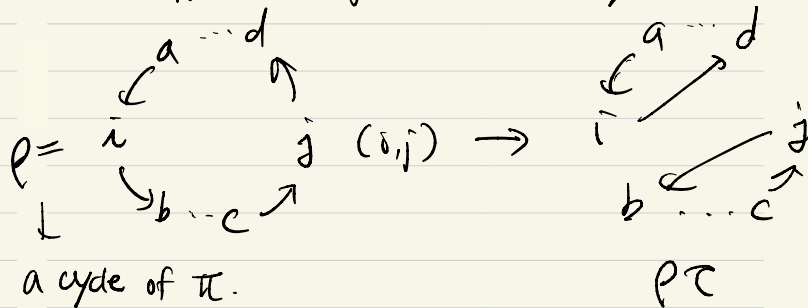 a ... d a ... d
ρ = i j (i,j) → i j
b ... c b .... c
a cycle of π. ρτ